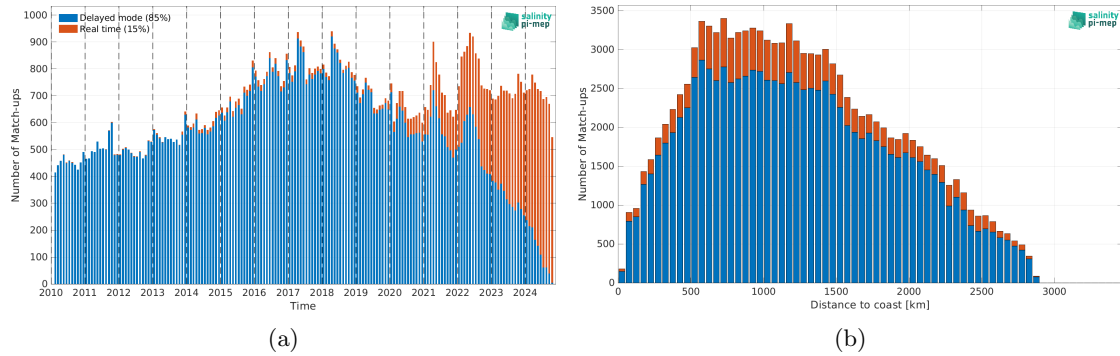 Delayed mode (85%)
Real time (15%)
salinity
pi-mep
Number of Match-ups
900
800
700
600
500
400
300
200
100
0
2010 2011 2012 2013 2014 2015 2016 2017 2018 2019 2020 2021 2022 2023 2024
Time
(a)
salinity
pi-mep
Number of Match-ups
3500
3000
2500
2000
1500
1000
500
0
0 500 1000 1500 2000 2500 3000
Distance to coast [km]
(b)